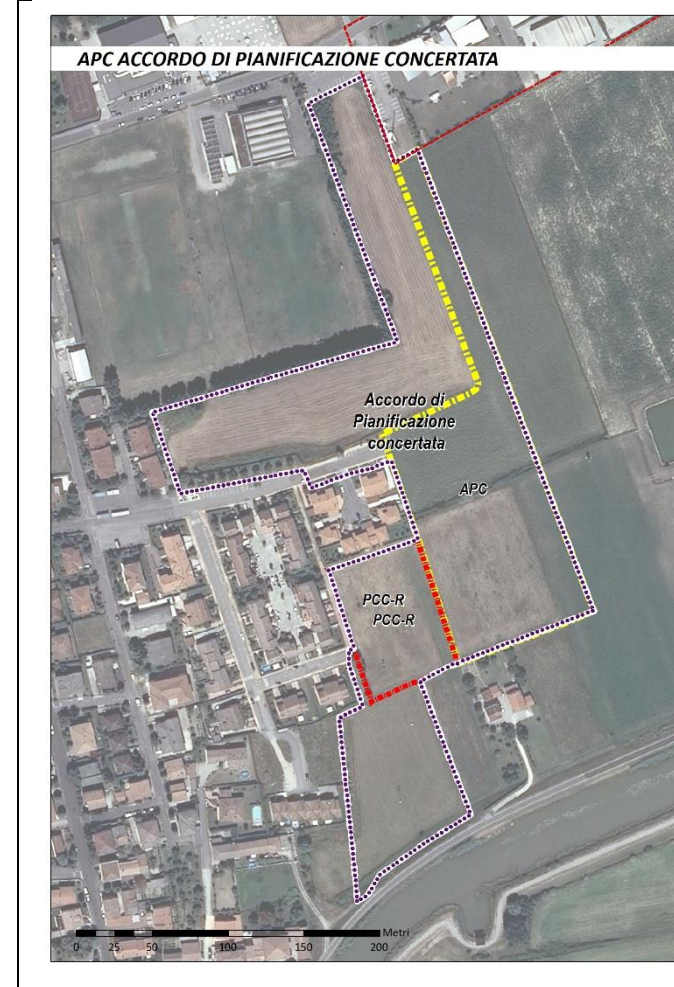 APC ACCORDO DI PIANIFICAZIONE CONCERTATA
Accordo di
Pianificazione
concertata
APC
PCC-R
PCC-R
Metri
0 25 50 100 150 200